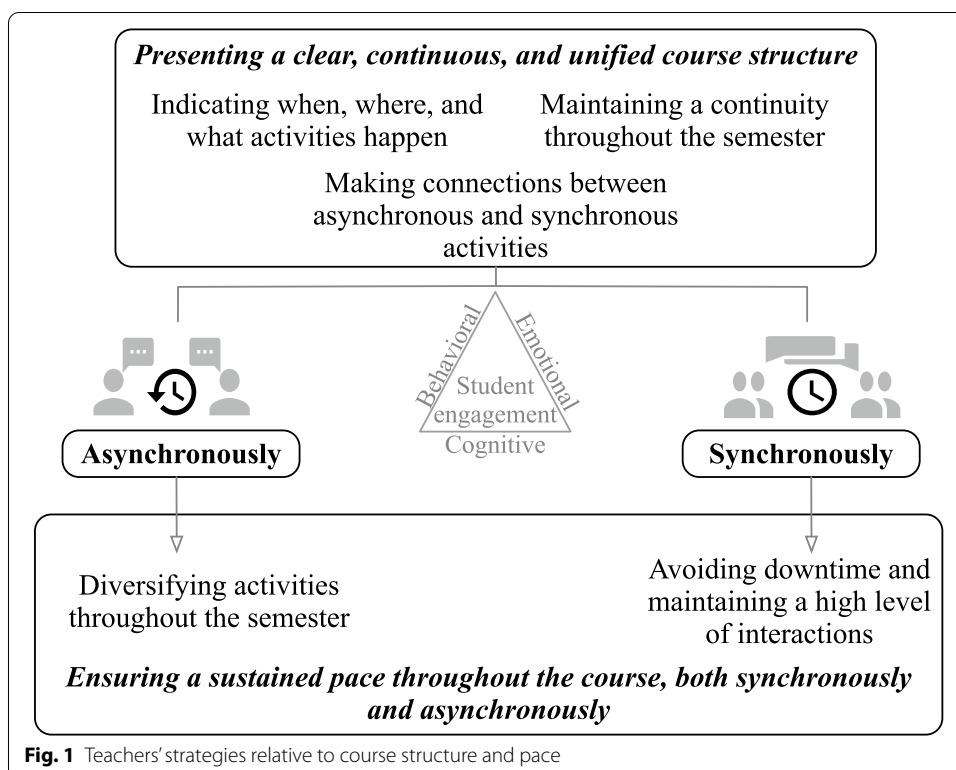 Presenting a clear, continuous, and unified course structure
Indicating when, where, and
what activities happen
Maintaining a continuity
throughout the semester
Making connections between
asynchronous and synchronous
activities
Behavioral
Emotional
Student
engagement
Cognitive
Asynchronously
Synchronously
Diversifying activities
throughout the semester
Avoiding downtime and
maintaining a high level
of interactions
Ensuring a sustained pace throughout the course, both synchronously
and asynchronously
Fig. 1 Teachers’ strategies relative to course structure and pace